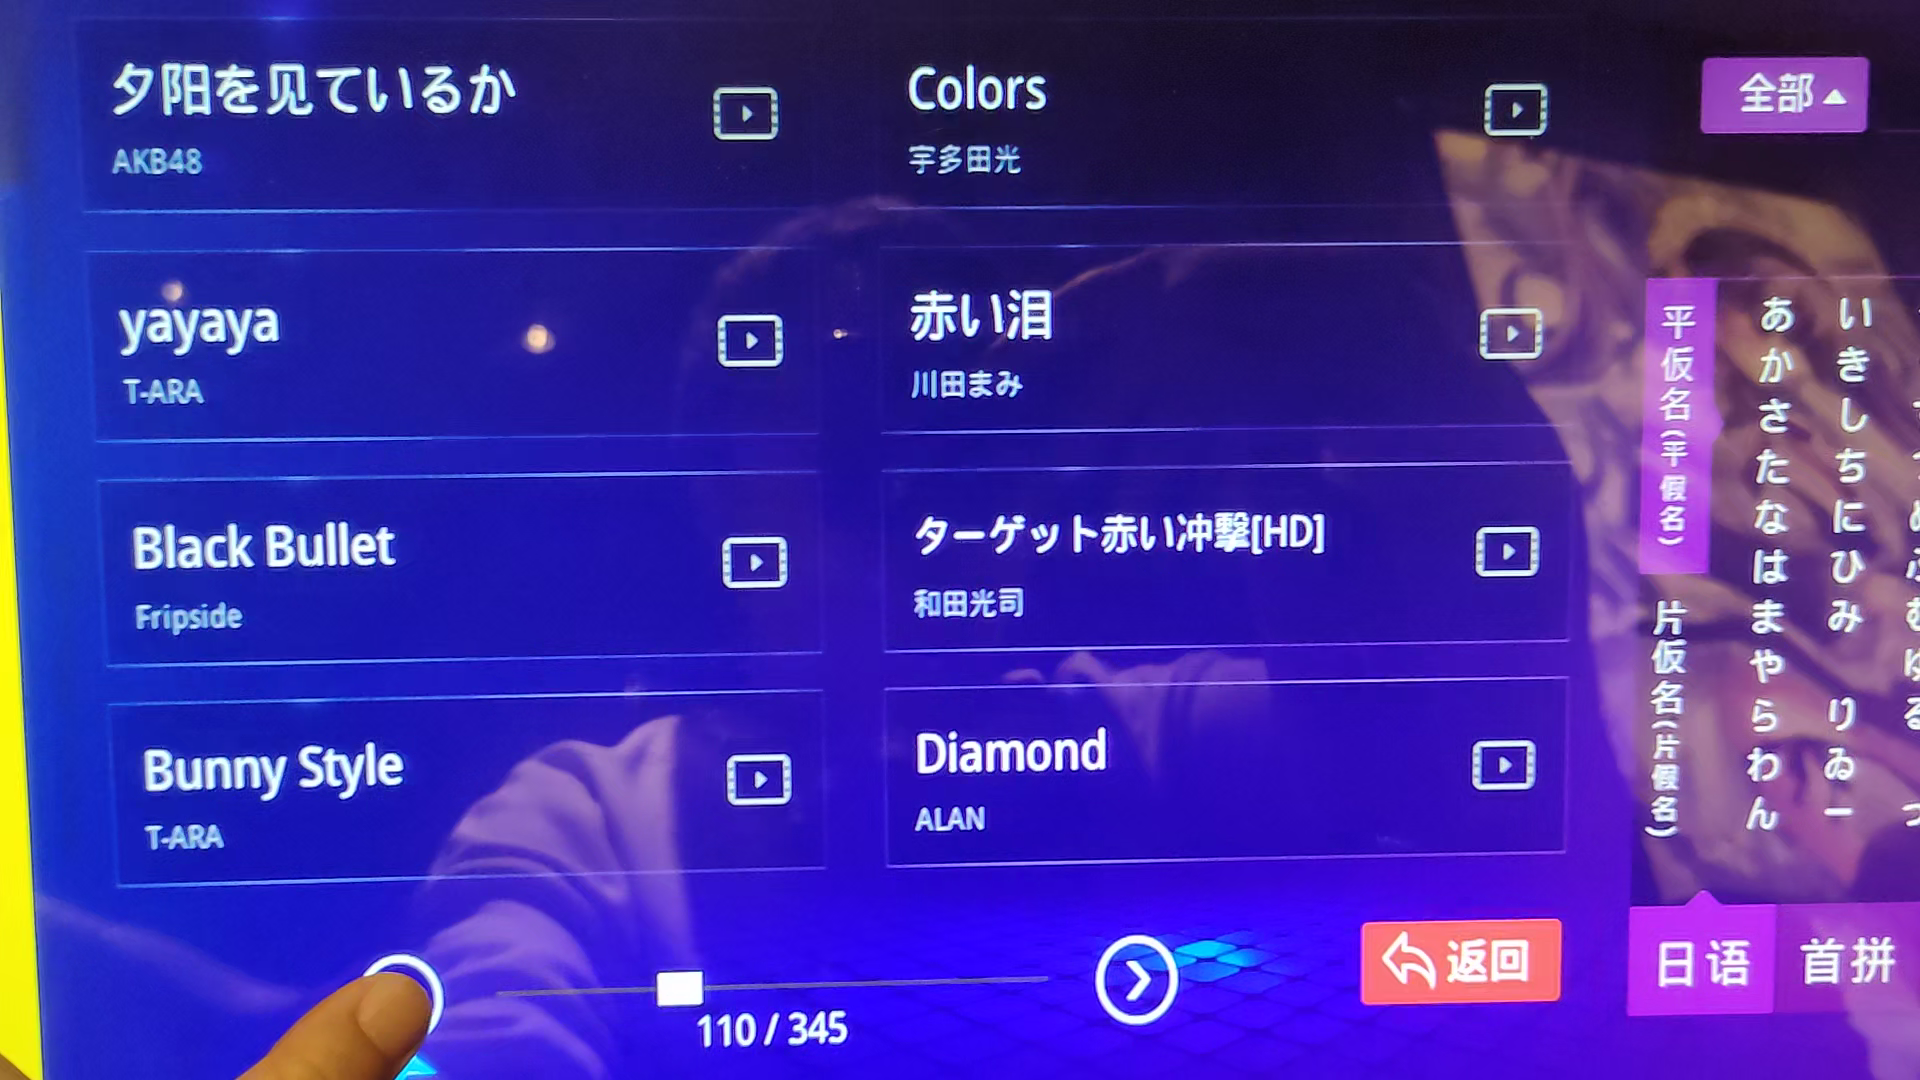 夕阳を见ているか
AKB48
Colors
宇多田光
yayaya
T-ARA
赤い泪
川田まみ
Black Bullet
Fripside
ターゲット赤い冲撃[HD]
和田光司
Bunny Style
T-ARA
Diamond
ALAN
110 / 345
返回
全部
平仮名(平假名)
片仮名(片假名)
あかさたなはまやらわん
いきしちにひみ りゐー
日语
首拼